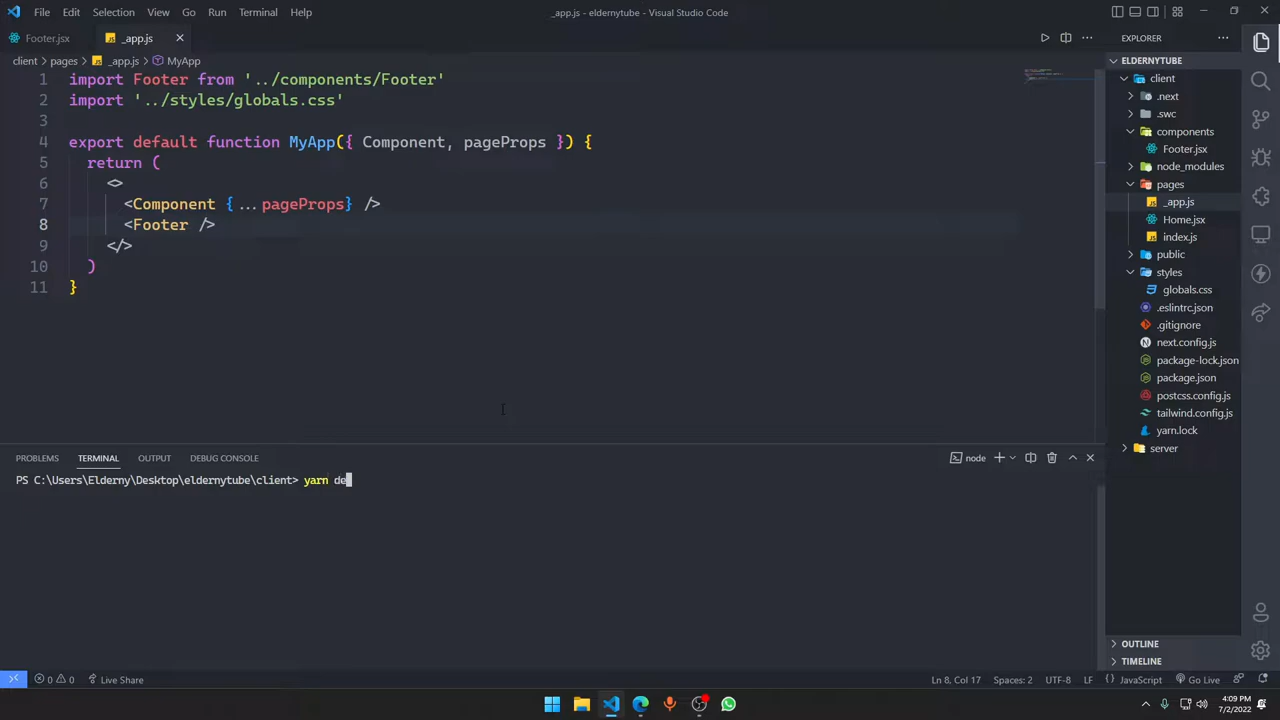 File Edit Selection View Go Run Terminal Help
_app.js - eldernytube - Visual Studio Code
Footer.jsx
_app.js
client > pages > _app.js > MyApp
1 import Footer from '../components/Footer'
2 import '../styles/globals.css'
3
4 export default function MyApp({ Component, pageProps }) {
5 return (
6 <>
7 <Component {...pageProps} />
8 <Footer />
9 </>
10 )
11 }
PROBLEMS TERMINAL OUTPUT DEBUG CONSOLE
node
PS C:\Users\Elderny\Desktop\eldernytube\client> yarn de
EXPLORER
ELDERNYTUBE
client
.next
.swc
components
Footer.jsx
node_modules
pages
_app.js
Home.jsx
index.js
public
styles
globals.css
.eslintrc.json
.gitignore
next.config.js
package-lock.json
package.json
postcss.config.js
tailwind.config.js
yarn.lock
server
OUTLINE
TIMELINE
0 0 Live Share
Ln 8, Col 17 Spaces: 2 UTF-8 LF {} JavaScript Go Live
4:09 PM
7/2/2022